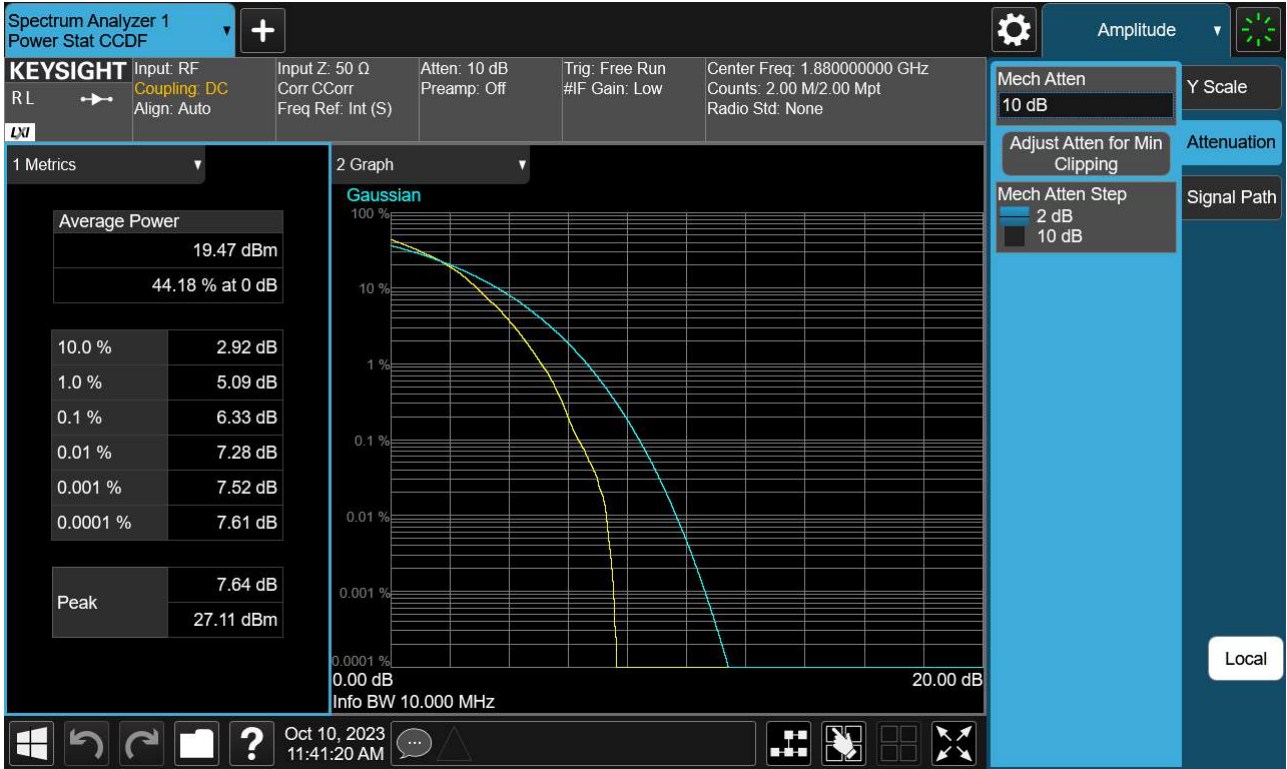 Spectrum Analyzer 1
Power Stat CCDF
Amplitude
KEYSIGHT
RL
LXI
Input: RF
Coupling: DC
Align: Auto
Input Z: 50 Ω
Corr CCorr
Freq Ref: Int (S)
Atten: 10 dB
Preamp: Off
Trig: Free Run
#IF Gain: Low
Center Freq: 1.880000000 GHz
Counts: 2.00 M/2.00 Mpt
Radio Std: None
1 Metrics
Average Power
19.47 dBm
44.18 % at 0 dB
10.0 % 2.92 dB
1.0 % 5.09 dB
0.1 % 6.33 dB
0.01 % 7.28 dB
0.001 % 7.52 dB
0.0001 % 7.61 dB
Peak
7.64 dB
27.11 dBm
2 Graph
Gaussian
100 %
10 %
1 %
0.1 %
0.01 %
0.001 %
0.0001 %
0.00 dB 20.00 dB
Info BW 10.000 MHz
Mech Atten
10 dB
Adjust Atten for Min
Clipping
Mech Atten Step
2 dB
10 dB
Y Scale
Attenuation
Signal Path
Local
?
Oct 10, 2023
11:41:20 AM